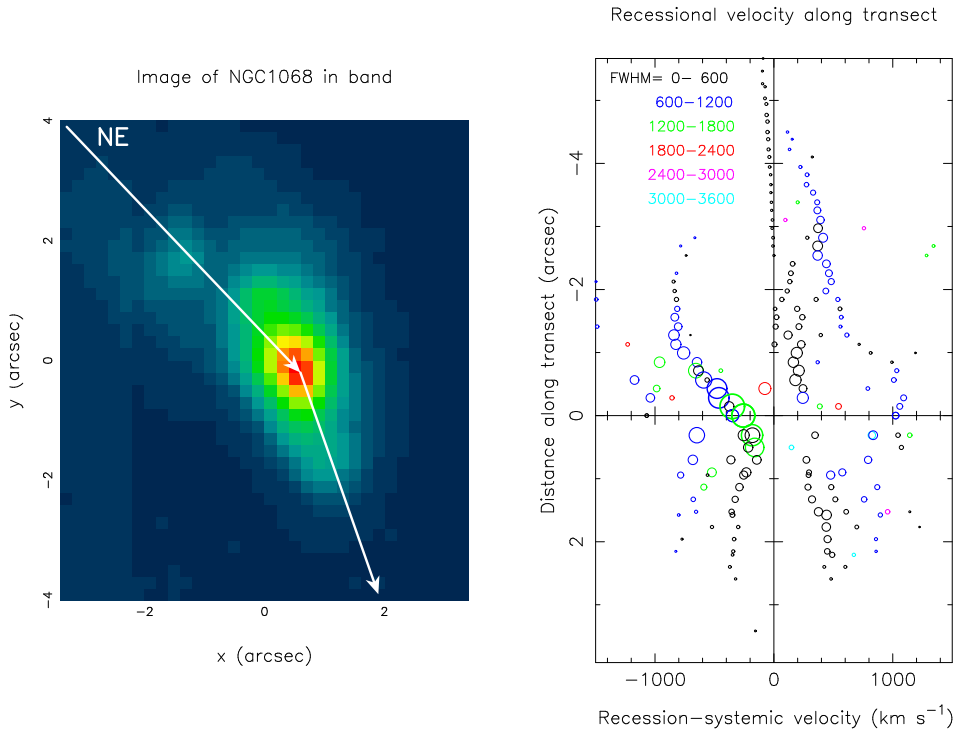 Recessional velocity along transect
Image of NGC1068 in band
NE
y (arcsec)
4
2
0
−2
−4
−2 0 2
x (arcsec)
FWHM= 0− 600
600−1200
1200−1800
1800−2400
2400−3000
3000−3600
Distance along transect (arcsec)
−4
−2
0
2
−1000 0 1000
Recession−systemic velocity (km s⁻¹)